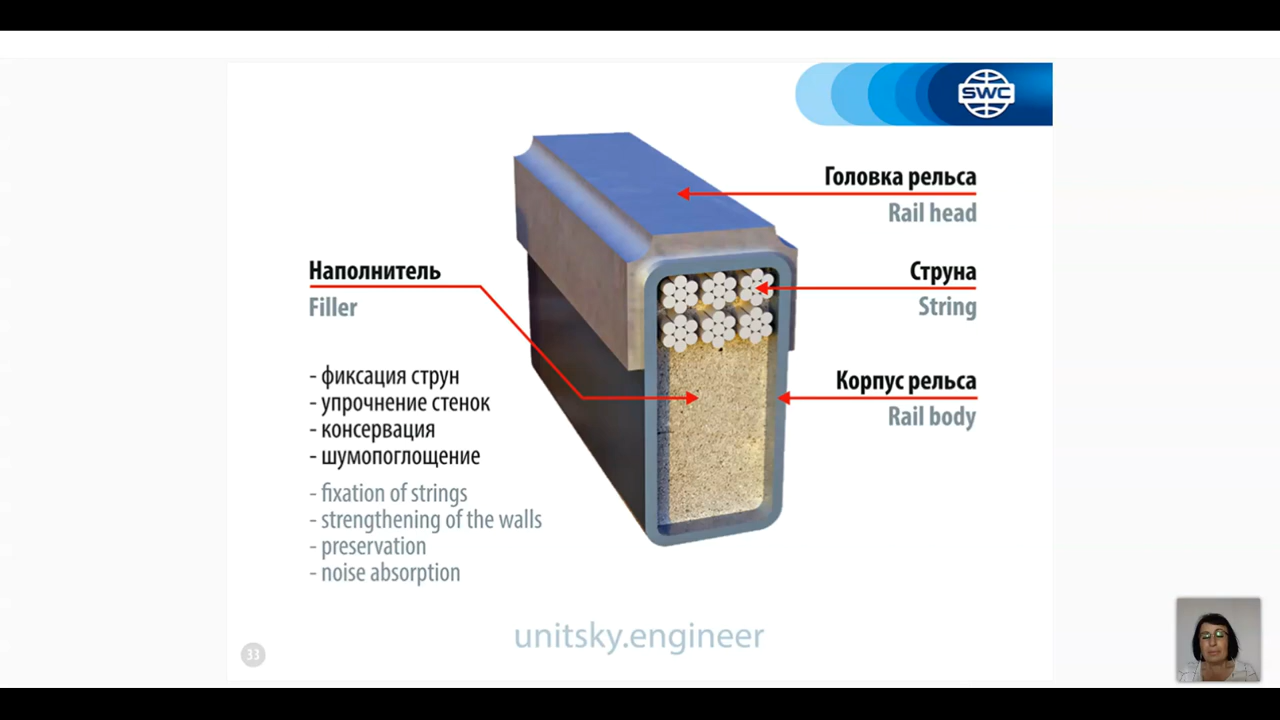 SWC
Головка рельса
Rail head
Наполнитель
Filler
Струна
String
Корпус рельса
Rail body
- фиксация струн
- упрочнение стенок
- консервация
- шумопоглощение
- fixation of strings
- strengthening of the walls
- preservation
- noise absorption
unitsky.engineer
33